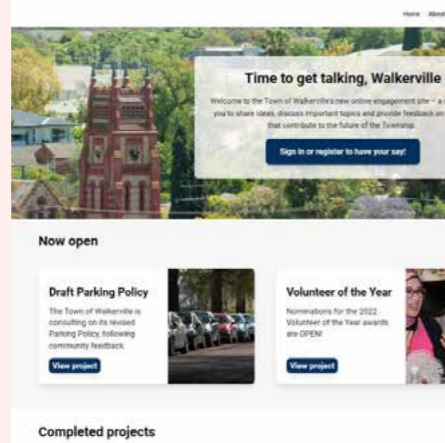 Home About
Time to get talking, Walkerville
Welcome to the Town of Walkerville's new online engagement site – a
you to share ideas, discuss important topics and provide feedback on
that contribute to the future of the Township.
Sign in or register to have your say!
Now open
Draft Parking Policy
The Town of Walkerville is
consulting on its revised
Parking Policy, following
community feedback.
View project
Volunteer of the Year
Nominations for the 2022
Volunteer of the Year awards
are OPEN!
View project
Completed projects